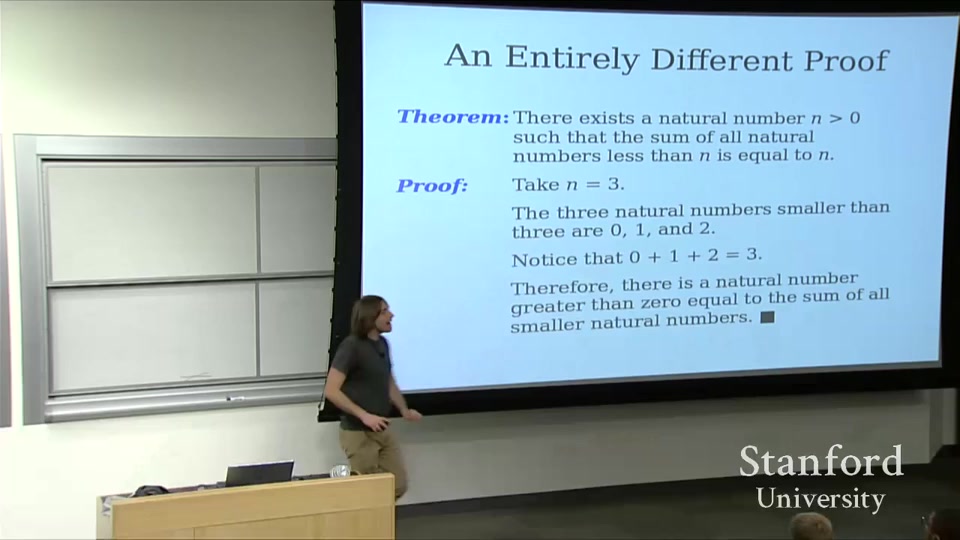 An Entirely Different Proof
Theorem: There exists a natural number n > 0
such that the sum of all natural
numbers less than n is equal to n.
Proof: Take n = 3.
The three natural numbers smaller than
three are 0, 1, and 2.
Notice that 0 + 1 + 2 = 3.
Therefore, there is a natural number
greater than zero equal to the sum of all
smaller natural numbers. ■
Stanford
University